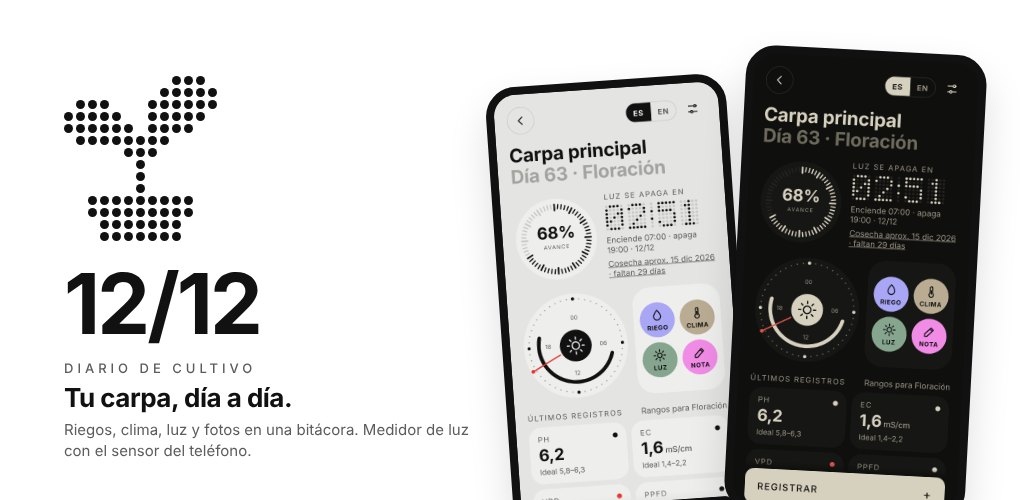 12/12
DIARIO DE CULTIVO
Tu carpa, día a día.
Riegos, clima, luz y fotos en una bitácora. Medidor de luz
con el sensor del teléfono.
ES EN
Carpa principal
Día 63 · Floración
LUZ SE APAGA EN
02:51
68%
AVANCE
Enciende 07:00 · apaga
19:00 · 12/12
Cosecha aprox. 15 dic 2026
· faltan 29 días
00
18 06
12
RIEGO CLIMA
LUZ NOTA
ÚLTIMOS REGISTROS Rangos para Floración
PH EC
6,2 1,6 mS/cm
Ideal 5,8–6,3 Ideal 1,4–2,2
VPD PPFD
ES EN
Carpa principal
Día 63 · Floración
LUZ SE APAGA EN
02:51
68%
AVANCE
Enciende 07:00 · apaga
19:00 · 12/12
Cosecha aprox. 15 dic 2026
· faltan 29 días
00
18 06
12
RIEGO CLIMA
LUZ NOTA
ÚLTIMOS REGISTROS Rangos para Floración
PH EC
6,2 1,6 mS/cm
Ideal 5,8–6,3 Ideal 1,4–2,2
VPD PPFD
REGISTRAR +